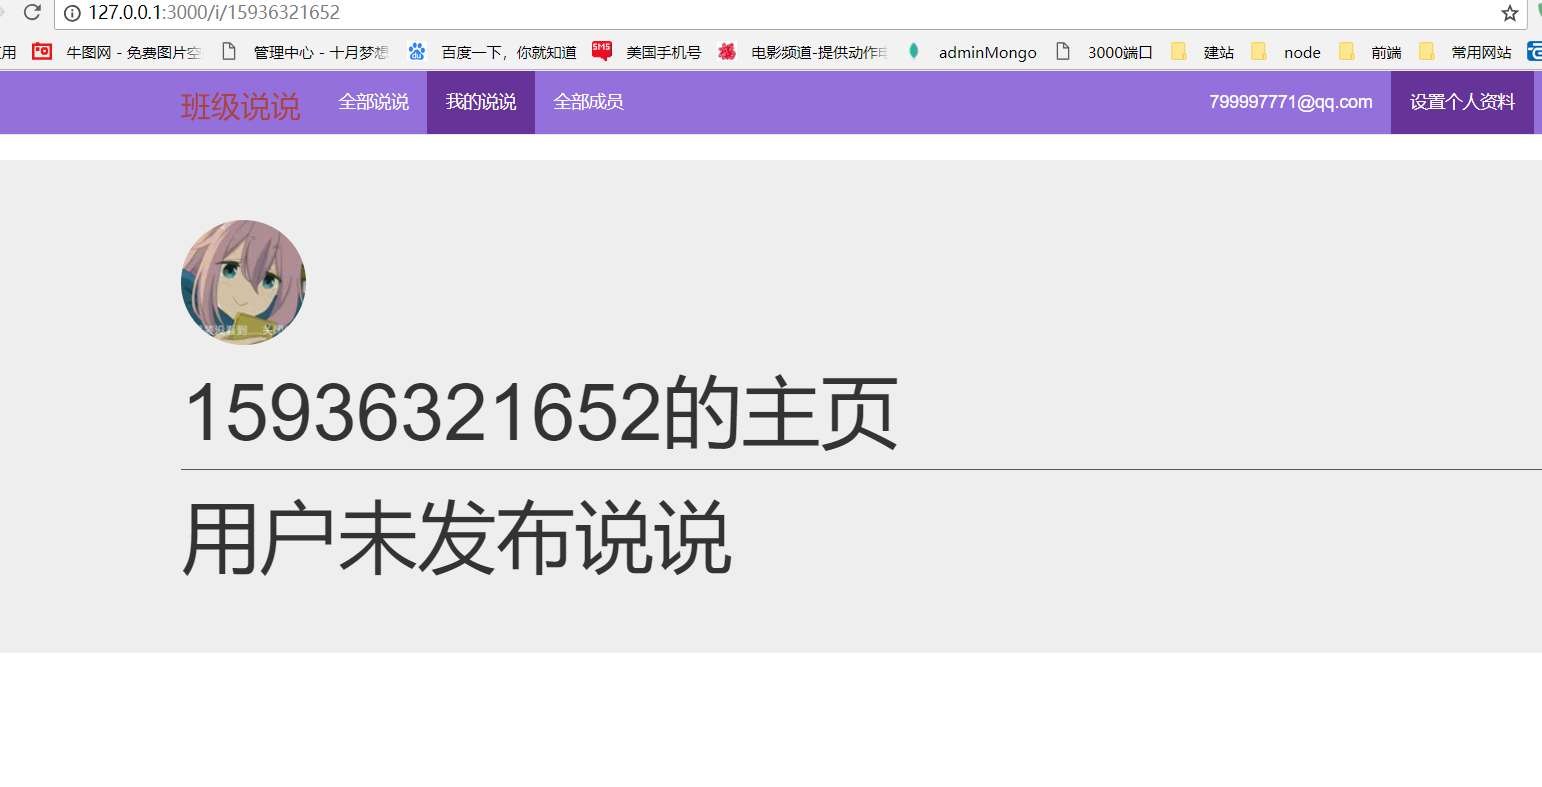 127.0.0.1:3000/i/15936321652
用 牛图网 - 免费图片空 管理中心 - 十月梦想 百度一下，你就知道 SMS 美国手机号 电影频道-提供动作电 adminMongo 3000端口 建站 node 前端 常用网站
班级说说 全部说说 我的说说 全部成员 799997771@qq.com 设置个人资料
15936321652的主页
用户未发布说说